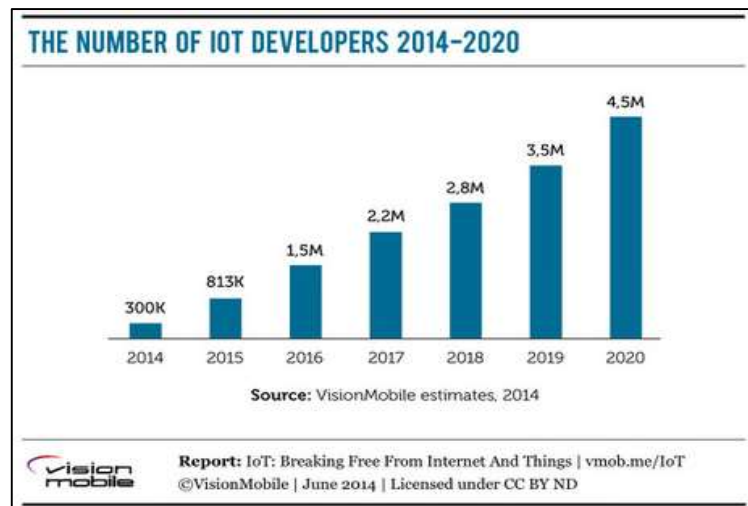 THE NUMBER OF IOT DEVELOPERS 2014–2020
4,5M
3,5M
2,8M
2,2M
1,5M
813K
300K
2014 2015 2016 2017 2018 2019 2020
Source: VisionMobile estimates, 2014
vision
mobile
Report: IoT: Breaking Free From Internet And Things | vmob.me/IoT
©VisionMobile | June 2014 | Licensed under CC BY ND